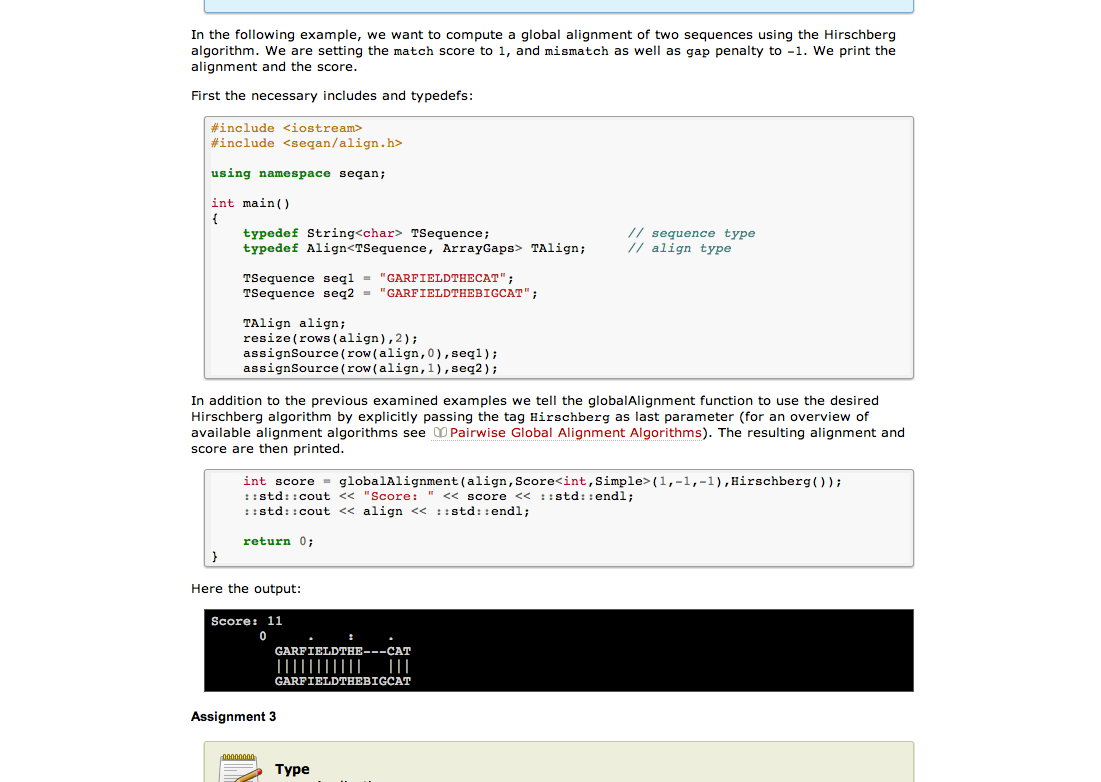 In the following example, we want to compute a global alignment of two sequences using the Hirschberg
algorithm. We are setting the match score to 1, and mismatch as well as gap penalty to -1. We print the
alignment and the score.
First the necessary includes and typedefs:
#include <iostream>
#include <seqan/align.h>
using namespace seqan;
int main()
{
    typedef String<char> TSequence;                 // sequence type
    typedef Align<TSequence, ArrayGaps> TAlign;     // align type
    TSequence seq1 = "GARFIELDTHECAT";
    TSequence seq2 = "GARFIELDTHEBIGCAT";
    TAlign align;
    resize(rows(align),2);
    assignSource(row(align,0),seq1);
    assignSource(row(align,1),seq2);
In addition to the previous examined examples we tell the globalAlignment function to use the desired
Hirschberg algorithm by explicitly passing the tag Hirschberg as last parameter (for an overview of
available alignment algorithms see Pairwise Global Alignment Algorithms). The resulting alignment and
score are then printed.
    int score = globalAlignment(align,Score<int,Simple>(1,-1,-1),Hirschberg());
    ::std::cout << "Score: " << score << ::std::endl;
    ::std::cout << align << ::std::endl;
    return 0;
}
Here the output:
Score: 11
      0     .    :    .
        GARFIELDTHE---CAT
        |||||||||||   |||
        GARFIELDTHEBIGCAT
Assignment 3
Type